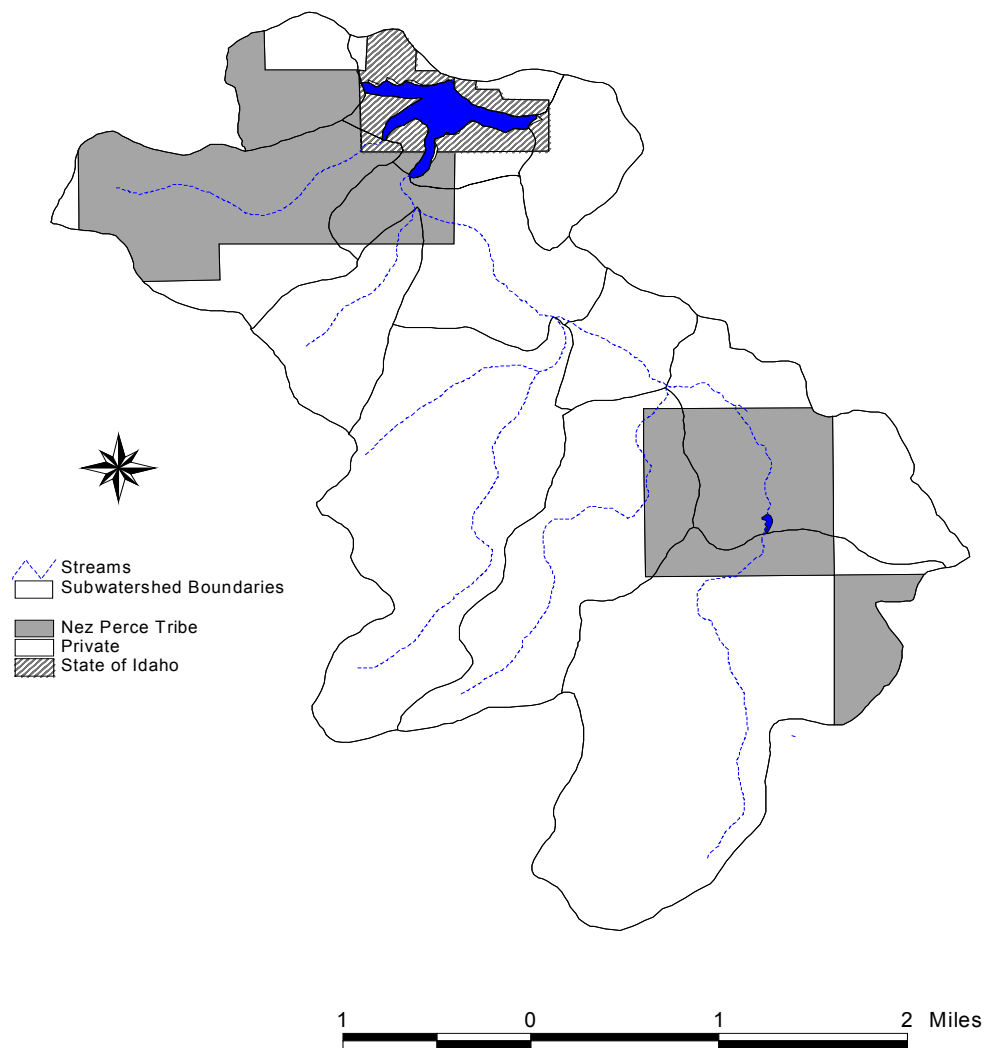 Streams
Subwatershed Boundaries
Nez Perce Tribe
Private
State of Idaho
1 0 1 2 Miles